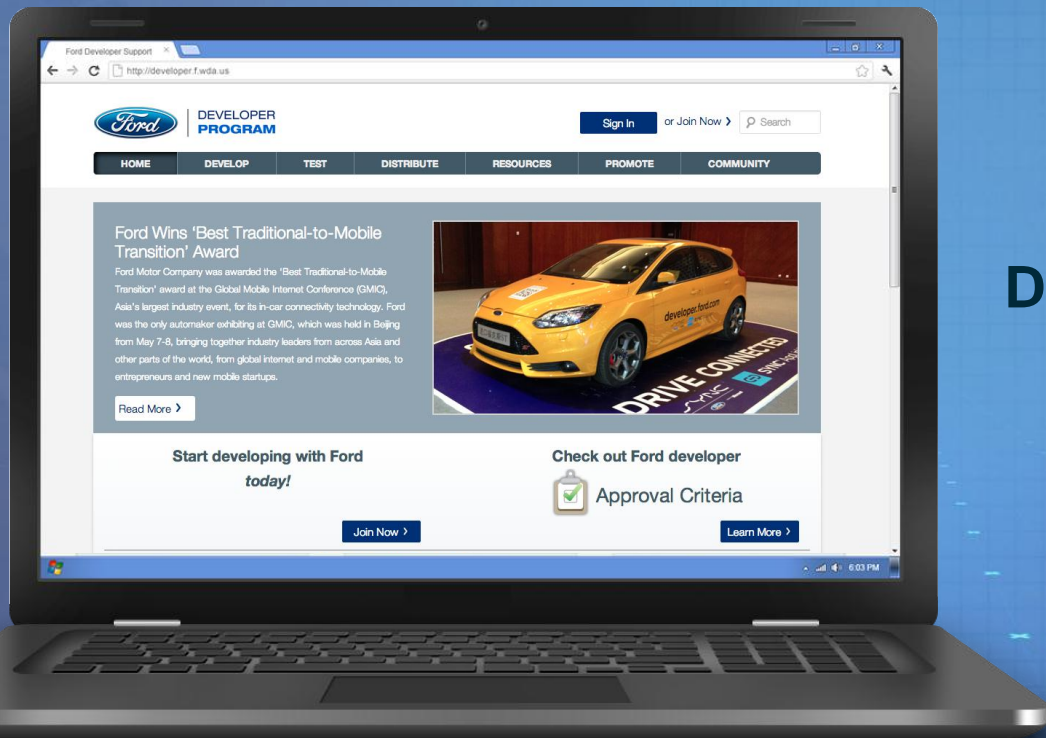 Ford Developer Support
http://developer.f.wda.us
Ford
DEVELOPER
PROGRAM
Sign In
or Join Now
Search
HOME DEVELOP TEST DISTRIBUTE RESOURCES PROMOTE COMMUNITY
Ford Wins 'Best Traditional-to-Mobile
Transition' Award
Ford Motor Company was awarded the 'Best Traditional-to-Mobile
Transition' award at the Global Mobile Internet Conference (GMIC),
Asia's largest industry event, for its in-car connectivity technology. Ford
was the only automaker exhibiting at GMIC, which was held in Beijing
from May 7-8, bringing together industry leaders from across Asia and
other parts of the world, from global internet and mobile companies, to
entrepreneurs and new mobile startups.
Read More
developer.ford.com
DRIVE CONNECTED
SYNC
Start developing with Ford
today!
Join Now
Check out Ford developer
Approval Criteria
Learn More
6:03 PM
D